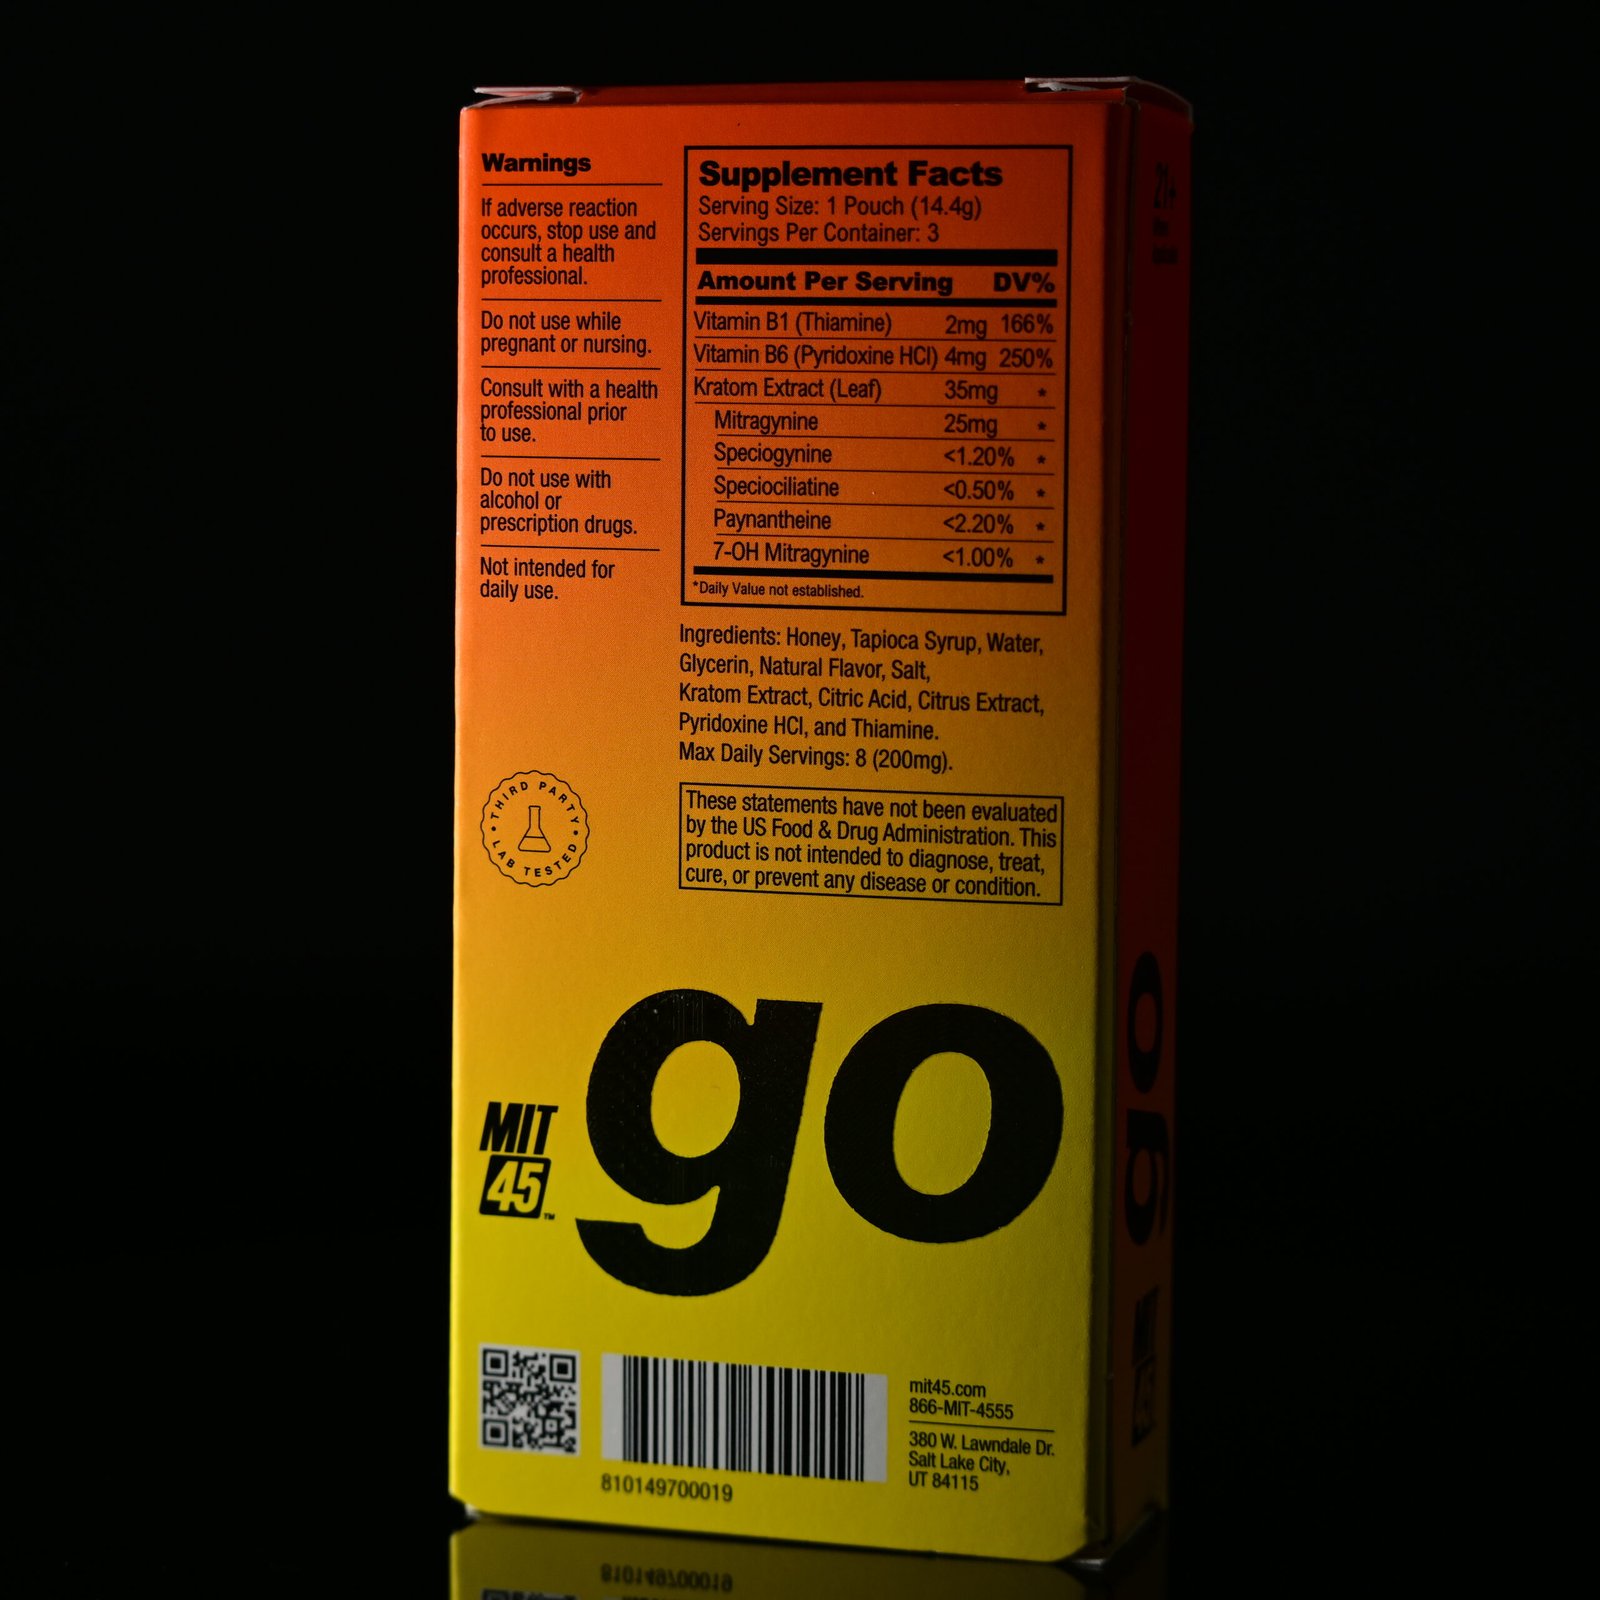 Warnings
If adverse reaction
occurs, stop use and
consult a health
professional.
Do not use while
pregnant or nursing.
Consult with a health
professional prior
to use.
Do not use with
alcohol or
prescription drugs.
Not intended for
daily use.
THIRD PARTY
LAB TESTED
Supplement Facts
Serving Size: 1 Pouch (14.4g)
Servings Per Container: 3
Amount Per Serving DV%
Vitamin B1 (Thiamine) 2mg 166%
Vitamin B6 (Pyridoxine HCl) 4mg 250%
Kratom Extract (Leaf) 35mg *
Mitragynine 25mg *
Speciogynine <1.20% *
Speciociliatine <0.50% *
Paynantheine <2.20% *
7-OH Mitragynine <1.00% *
*Daily Value not established.
Ingredients: Honey, Tapioca Syrup, Water,
Glycerin, Natural Flavor, Salt,
Kratom Extract, Citric Acid, Citrus Extract,
Pyridoxine HCl, and Thiamine.
Max Daily Servings: 8 (200mg).
These statements have not been evaluated
by the US Food & Drug Administration. This
product is not intended to diagnose, treat,
cure, or prevent any disease or condition.
MIT
45™
go
810149700019
mit45.com
866-MIT-4555
380 W. Lawndale Dr.
Salt Lake City,
UT 84115
21+
go
MIT
45